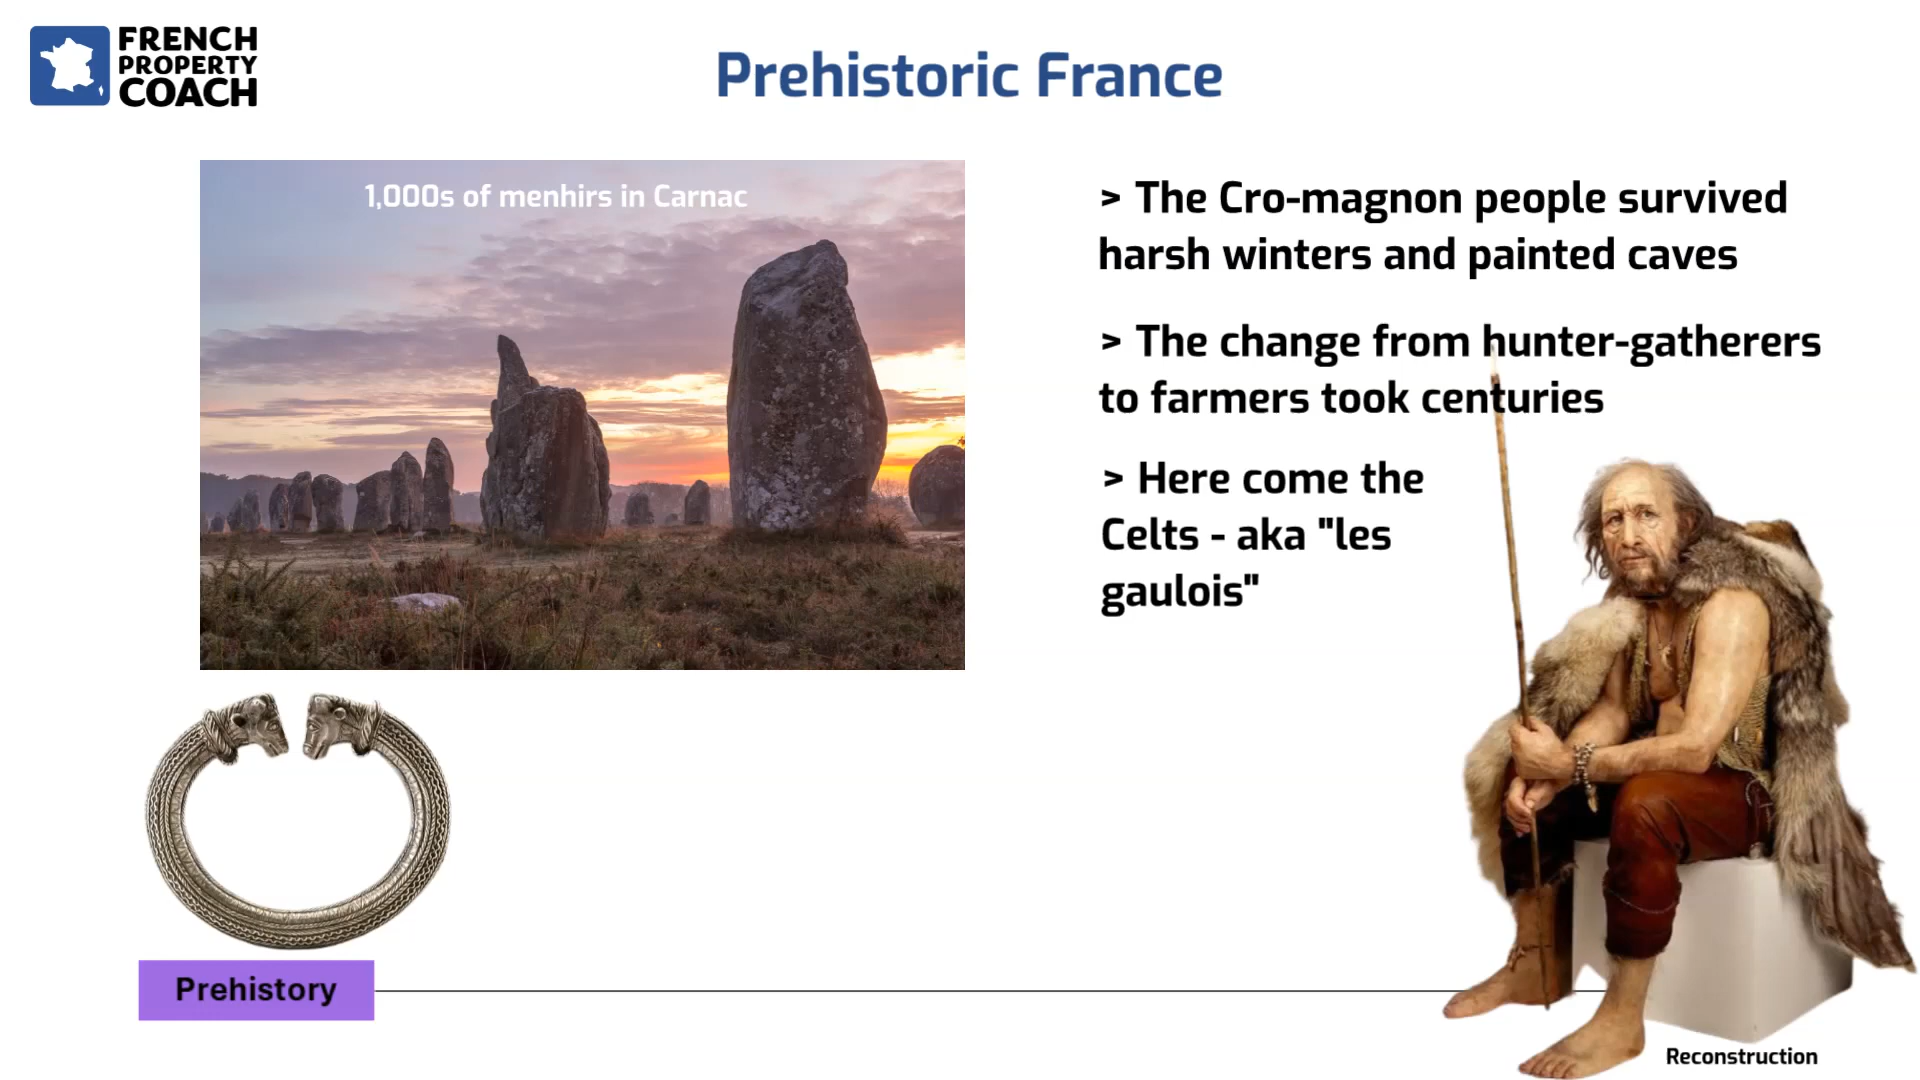 FRENCH
PROPERTY
COACH
Prehistoric France
1,000s of menhirs in Carnac
> The Cro-magnon people survived
harsh winters and painted caves
> The change from hunter-gatherers
to farmers took centuries
> Here come the
Celts - aka "les
gaulois"
Prehistory
Reconstruction